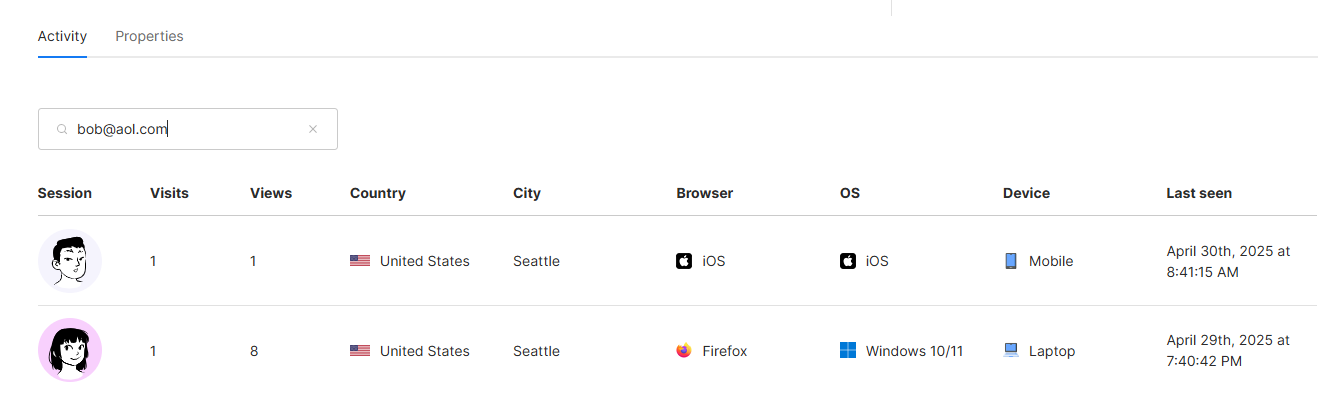 Activity Properties
bob@aol.com
Session Visits Views Country City Browser OS Device Last seen
1 1 United States Seattle iOS iOS Mobile April 30th, 2025 at
8:41:15 AM
1 8 United States Seattle Firefox Windows 10/11 Laptop April 29th, 2025 at
7:40:42 PM